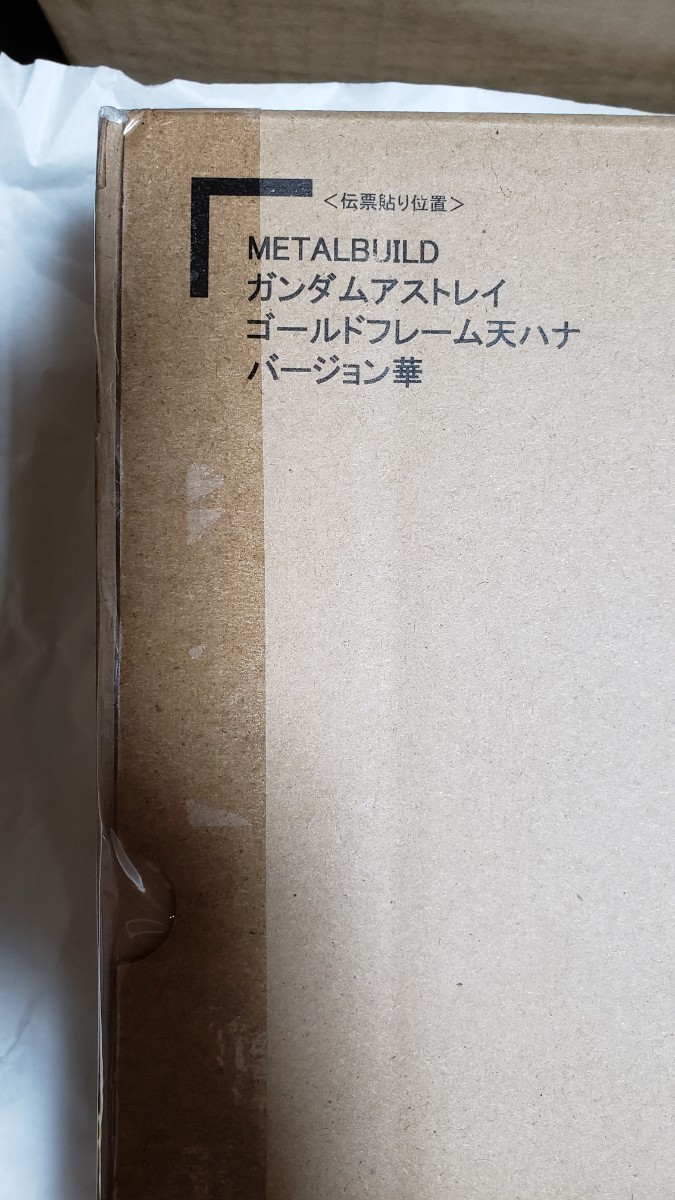 ＜伝票貼り位置＞
METALBUILD
ガンダムアストレイ
ゴールドフレーム天ハナ
バージョン華